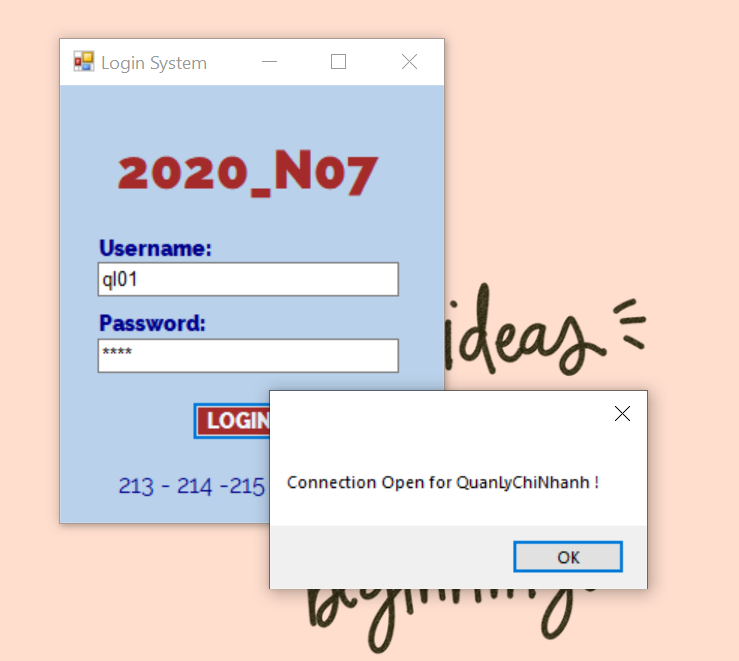 Login System
2020_N07
Username:
ql01
ideas
Password:
****
LOGIN
Connection Open for QuanLyChiNhanh !
213 - 214 -215
OK